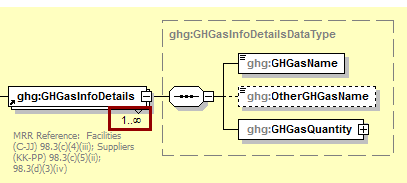 ghg:GHGasInfoDetailsDataType
ghg:GHGasName
ghg:GHGasInfoDetails
ghg:OtherGHGasName
1..∞
ghg:GHGasQuantity
MRR Reference:  Facilities
(C-JJ) 98.3(c)(4)(iii); Suppliers
(KK-PP) 98.3(c)(5)(ii);
98.3(d)(3)(iv)